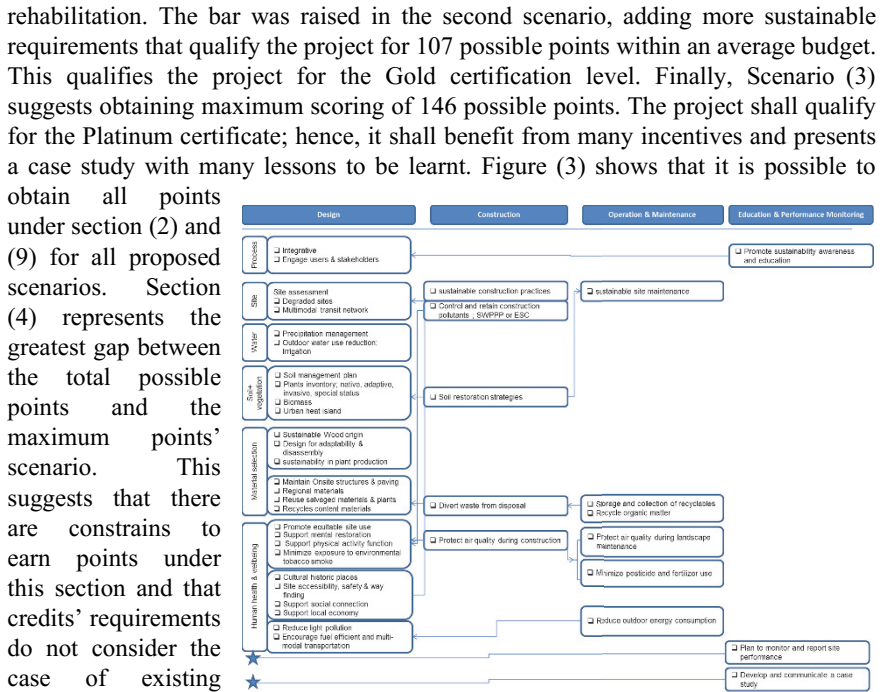 rehabilitation. The bar was raised in the second scenario, adding more sustainable
requirements that qualify the project for 107 possible points within an average budget.
This qualifies the project for the Gold certification level. Finally, Scenario (3)
suggests obtaining maximum scoring of 146 possible points. The project shall qualify
for the Platinum certificate; hence, it shall benefit from many incentives and presents
a case study with many lessons to be learnt. Figure (3) shows that it is possible to
obtain all points
under section (2) and
(9) for all proposed
scenarios. Section
(4) represents the
greatest gap between
the total possible
points and the
maximum points'
scenario. This
suggests that there
are constrains to
earn points under
this section and that
credits' requirements
do not consider the
case of existing
Design
Construction
Operation & Maintenance
Education & Performance Monitoring
Process
Integrative
Engage users & stakeholders
Promote sustainability awareness
and education
Site
Site assessment
Degraded sites
Multimodal transit network
sustainable construction practices
Control and retain construction
polutants ; SWPPP or ESC
sustainable site maintenance
Water
Precipitation management
Outdoor water use reduction;
Irrigation
Soil+
vegetation
Soil management plan
Plants inventory; native, adaptive,
invasive, special status
Biomass
Urban heat island
Soil restoration strategies
Material selection
Sustainable Wood origin
Design for adaptability &
disassembly
sustainability in plant production
Maintain Onsite structures & paving
Regional materials
Reuse salvaged materials & plants
Recycles content materials
Divert waste from disposal
Storage and collection of recyclables
Recycle organic matter
Human health & wellbeing
Promote equitable site use
Support mental restoration
Support physical activity function
Minimize exposure to environmental
tobacco smoke
Protect air quality during construction
Protect air quality during landscape
maintenance
Minimize pesticide and fertilizer use
Cultural historic places
Site accessibility, safety & way
finding
Support social connection
Support local economy
Reduce light pollution
Encourage fuel efficient and multi-
modal transportation
Reduce outdoor energy consumption
Plan to monitor and report site
performance
Develop and communicate a case
study